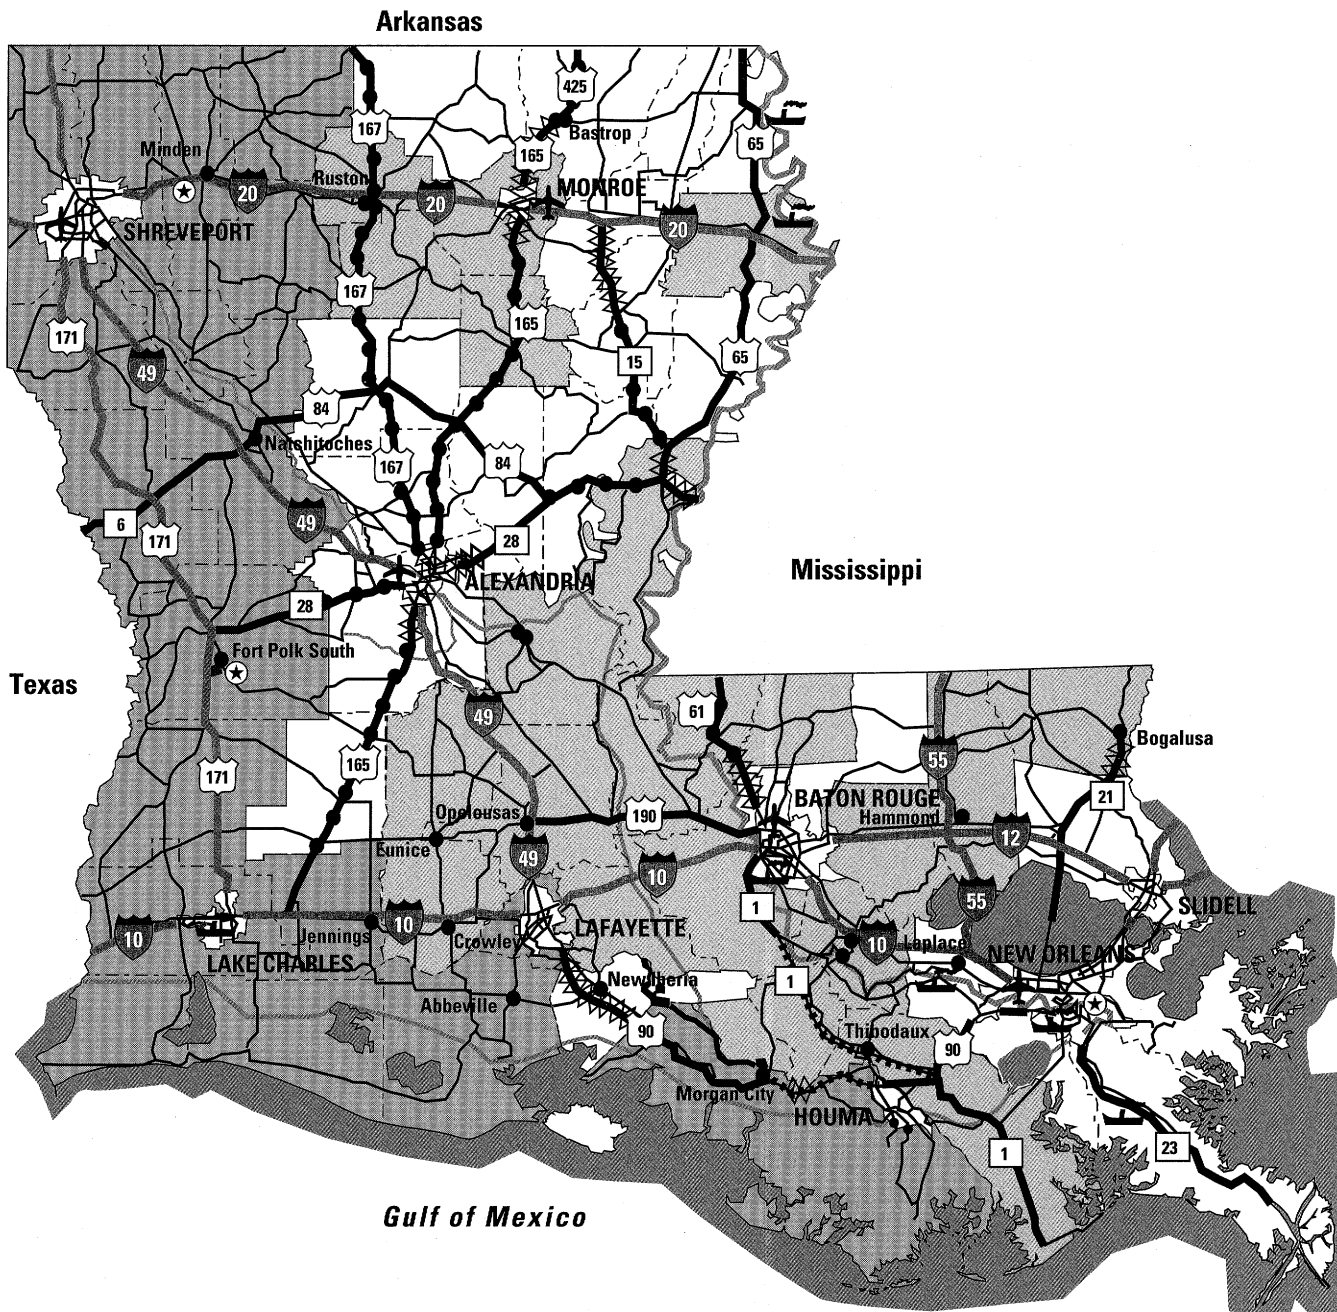 Arkansas
425
167
Bastrop
65
Minden
165
Ruston
20
20
MONROE
20
SHREVEPORT
167
171
165
15
65
49
84
Natchitoches
167
84
49
6
171
28
Mississippi
ALEXANDRIA
28
Fort Polk South
Texas
61
49
Bogalusa
55
165
171
21
BATON ROUGE
Opelousas
190
Hammond
12
Eunice
49
10
55
1
SLIDELL
10
10
LAFAYETTE
Jennings
Crowley
10
Laplace
NEW ORLEANS
LAKE CHARLES
New Iberia
1
Abbeville
90
Thibodaux
90
Morgan City
HOUMA
1
23
Gulf of Mexico